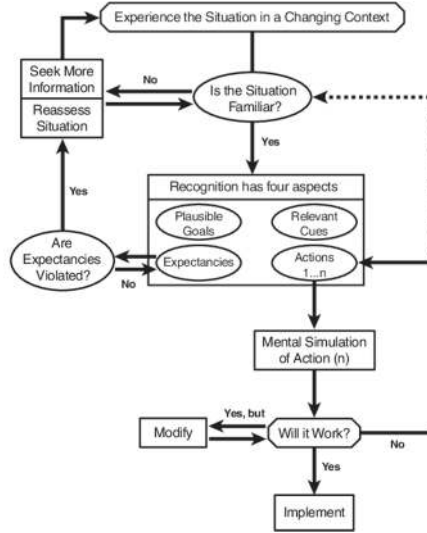 Experience the Situation in a Changing Context
Seek More
Information
Reassess
Situation
No
Is the Situation
Familiar?
Yes
Recognition has four aspects
Plausible
Goals
Relevant
Cues
Yes
Are
Expectancies
Violated?
No
Expectancies
Actions
1...n
Mental Simulation
of Action (n)
Yes, but
Modify
Will it Work?
No
Yes
Implement